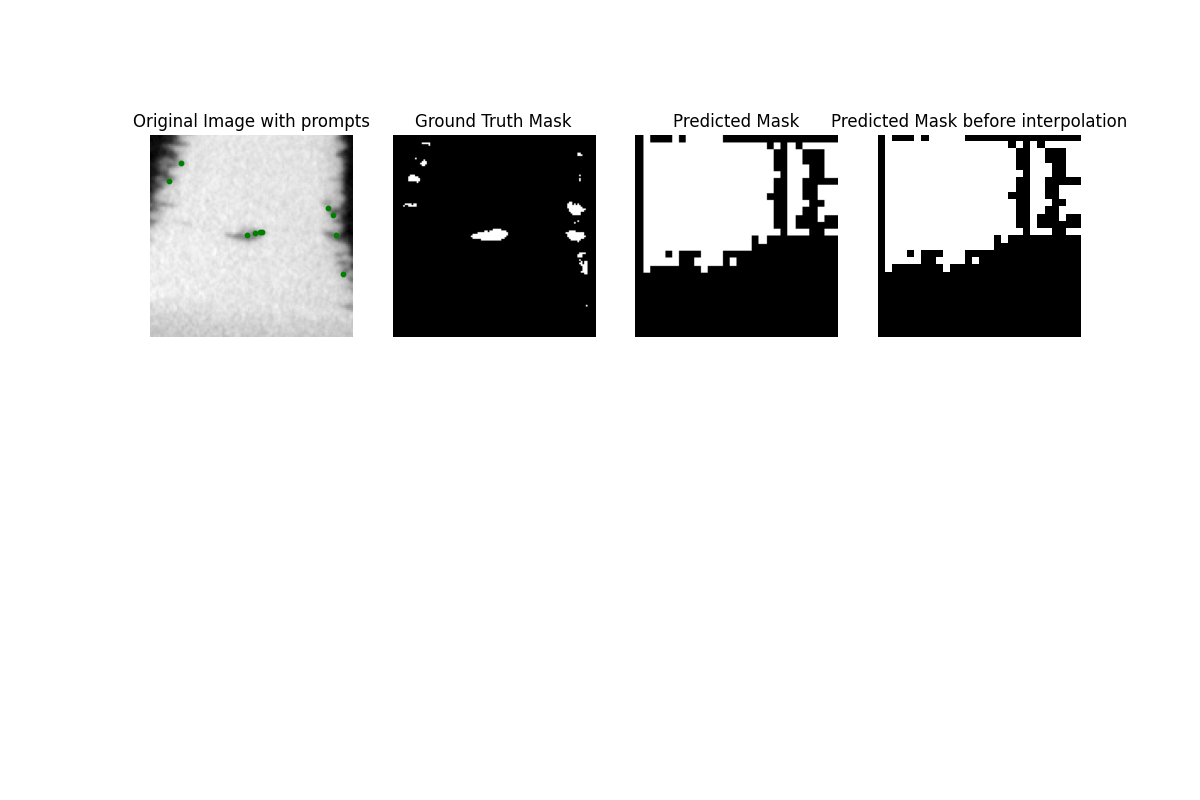 Original Image with prompts
Ground Truth Mask
Predicted Mask
Predicted Mask before interpolation